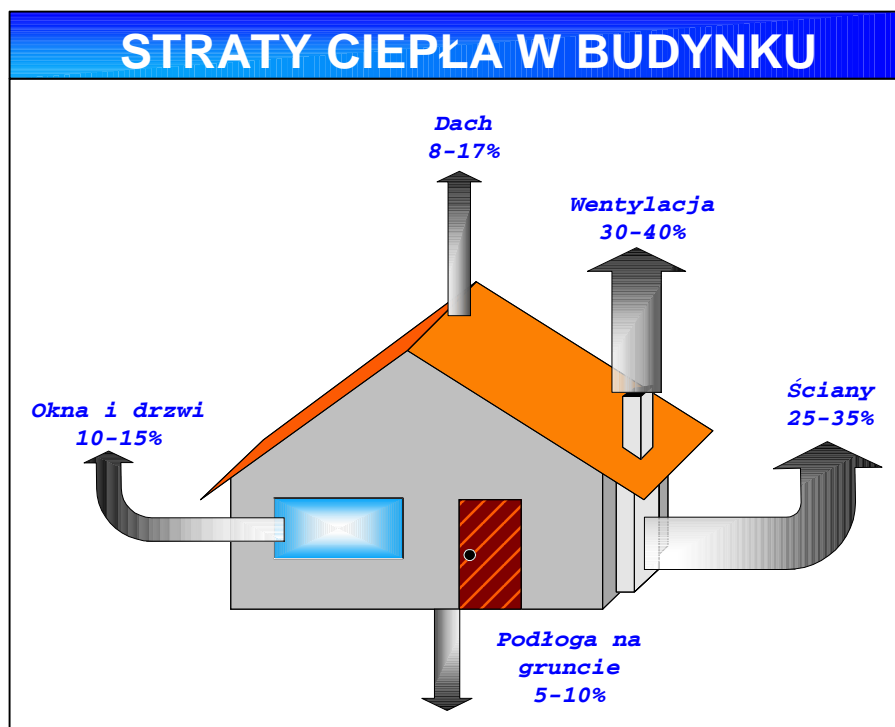 STRATY CIEPŁA W BUDYNKU
Dach
8-17%
Wentylacja
30-40%
Ściany
25-35%
Okna i drzwi
10-15%
Podłoga na
gruncie
5-10%